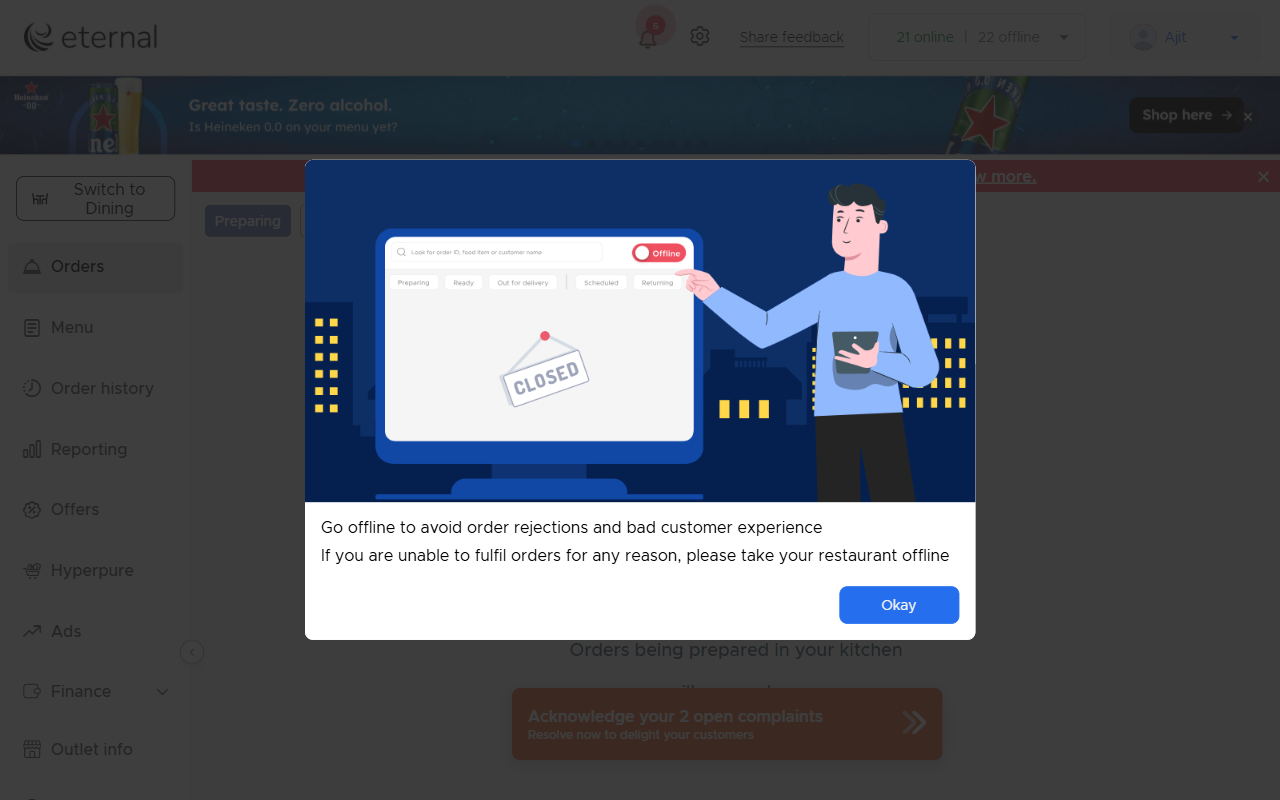 eternal
5
Share feedback
21 online | 22 offline
Ajit
Heineken
0.0
Great taste. Zero alcohol.
Is Heineken 0.0 on your menu yet?
Shop here →
Switch to
Dining
w more.
Preparing
Orders
Menu
Order history
Reporting
Offers
Hyperpure
Ads
Finance
Outlet info
Look for order ID, food item or customer name
Offline
Preparing
Ready
Out for delivery
Scheduled
Returning
CLOSED
Go offline to avoid order rejections and bad customer experience
If you are unable to fulfil orders for any reason, please take your restaurant offline
Okay
Orders being prepared in your kitchen
Acknowledge your 2 open complaints
Resolve now to delight your customers